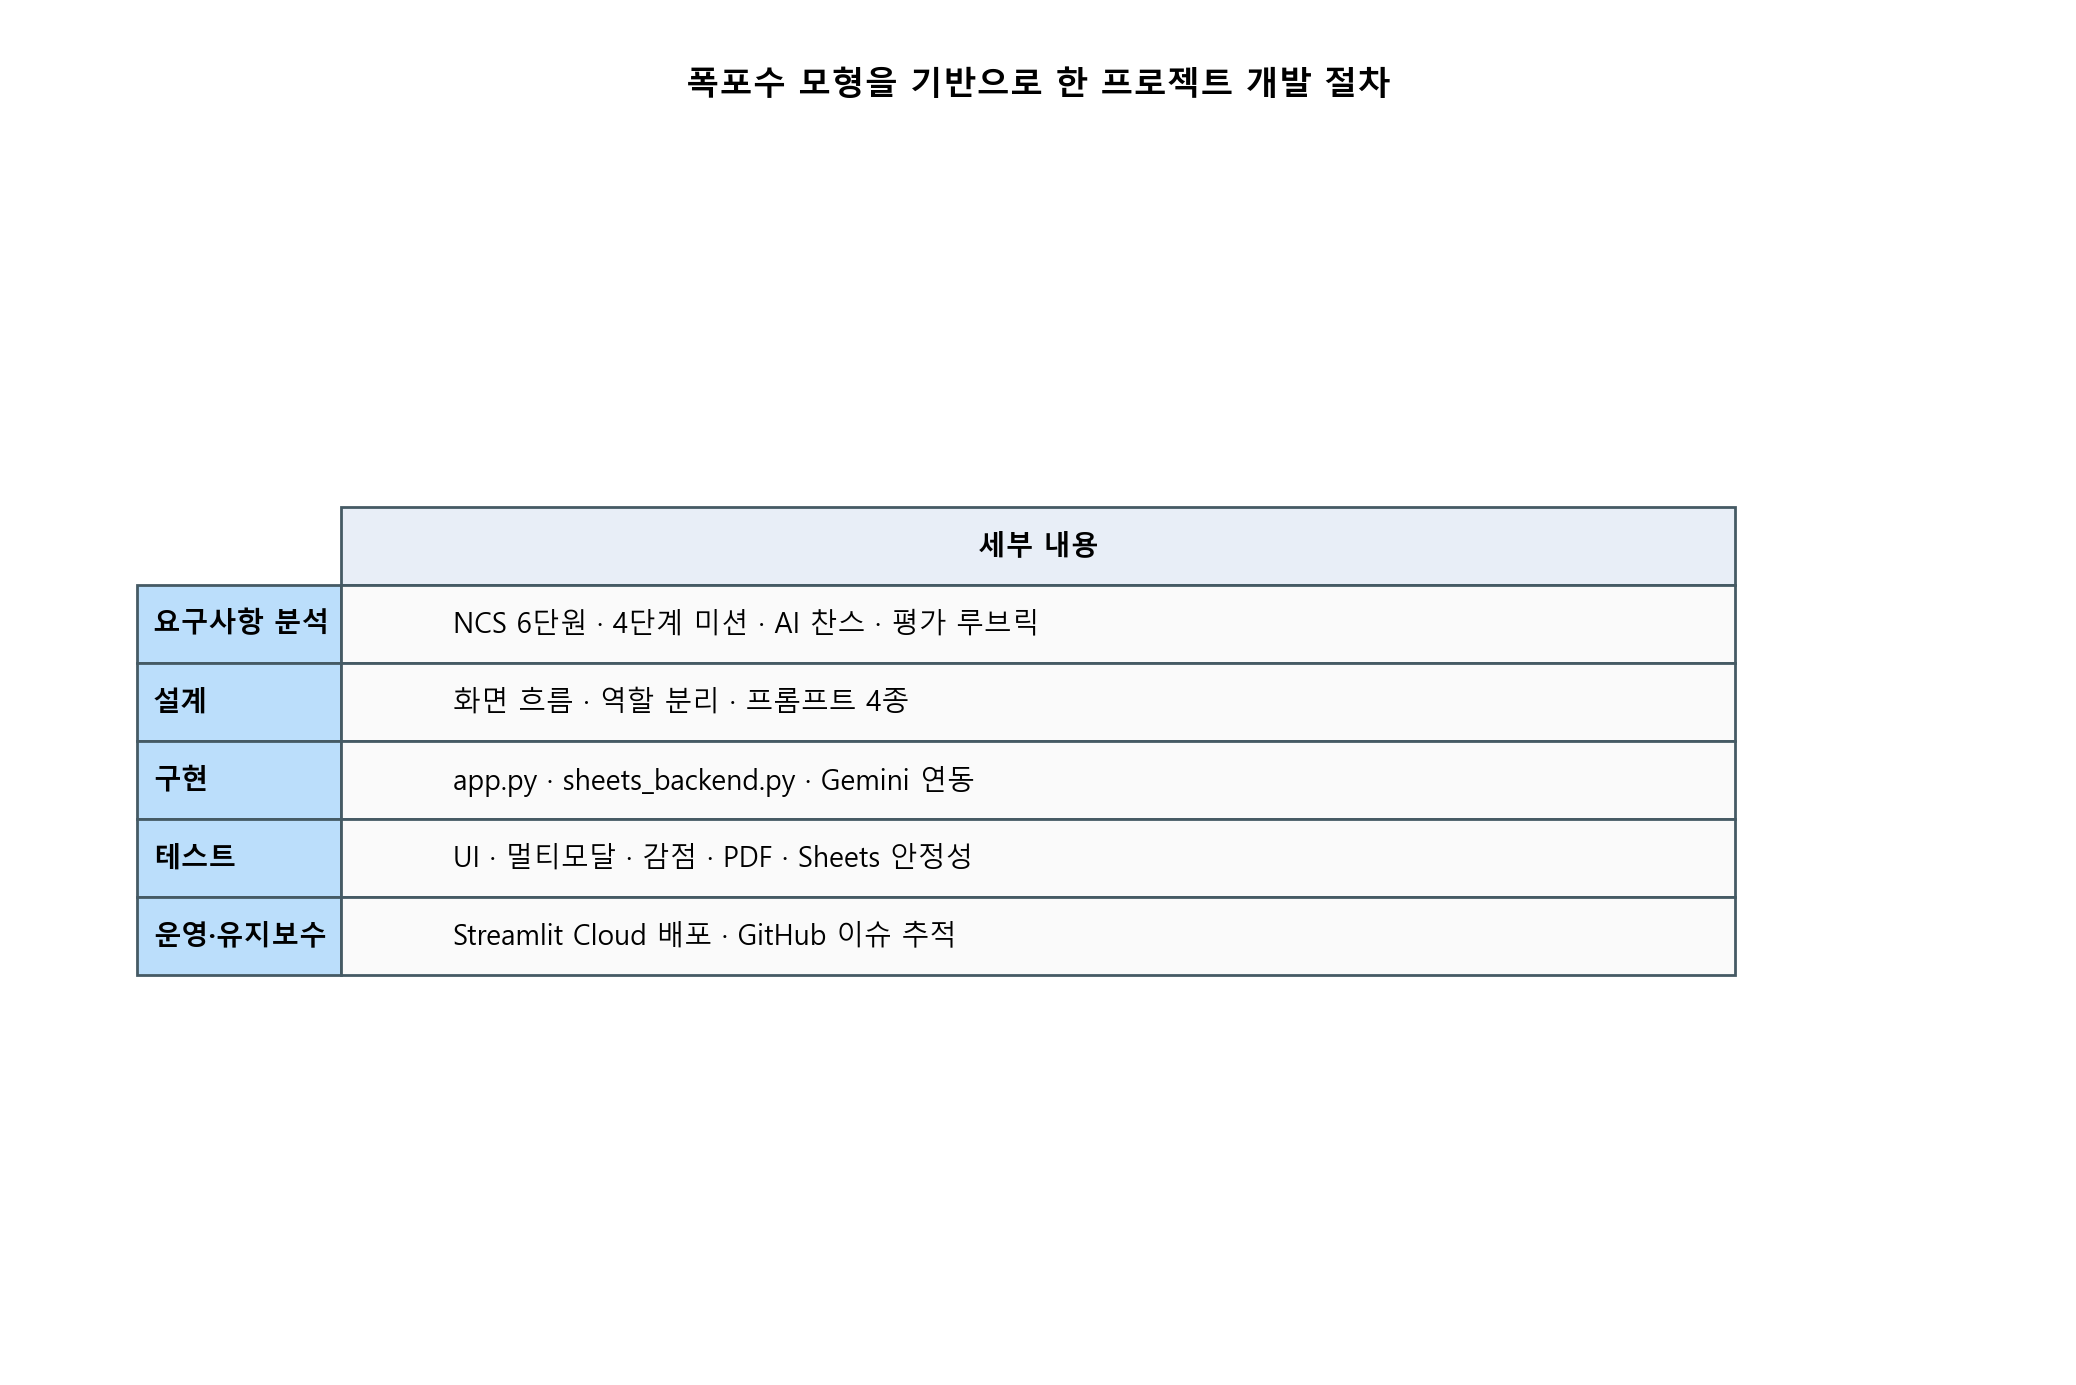 폭포수 모형을 기반으로 한 프로젝트 개발 절차
세부 내용
요구사항 분석 NCS 6단원 · 4단계 미션 · AI 찬스 · 평가 루브릭
설계 화면 흐름 · 역할 분리 · 프롬프트 4종
구현 app.py · sheets_backend.py · Gemini 연동
테스트 UI · 멀티모달 · 감점 · PDF · Sheets 안정성
운영·유지보수 Streamlit Cloud 배포 · GitHub 이슈 추적